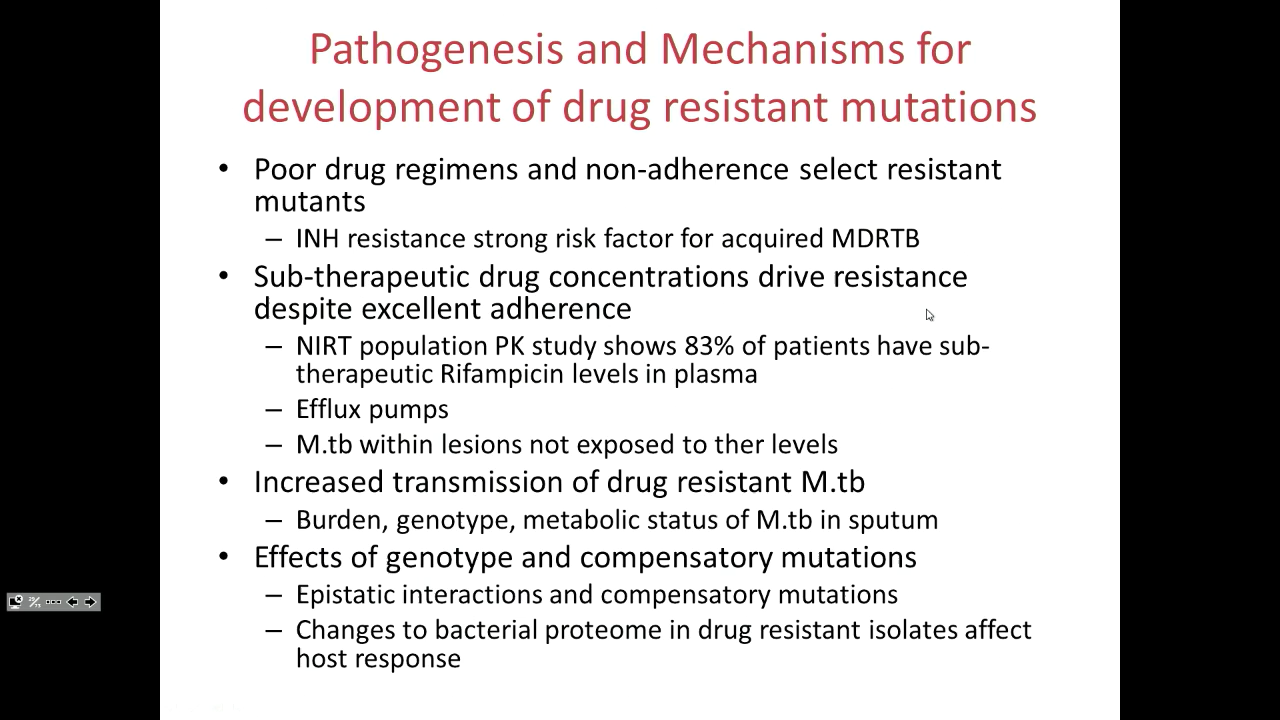 Pathogenesis and Mechanisms for
development of drug resistant mutations
• Poor drug regimens and non-adherence select resistant
mutants
– INH resistance strong risk factor for acquired MDRTB
• Sub-therapeutic drug concentrations drive resistance
despite excellent adherence
– NIRT population PK study shows 83% of patients have sub-
therapeutic Rifampicin levels in plasma
– Efflux pumps
– M.tb within lesions not exposed to ther levels
• Increased transmission of drug resistant M.tb
– Burden, genotype, metabolic status of M.tb in sputum
• Effects of genotype and compensatory mutations
– Epistatic interactions and compensatory mutations
– Changes to bacterial proteome in drug resistant isolates affect
host response